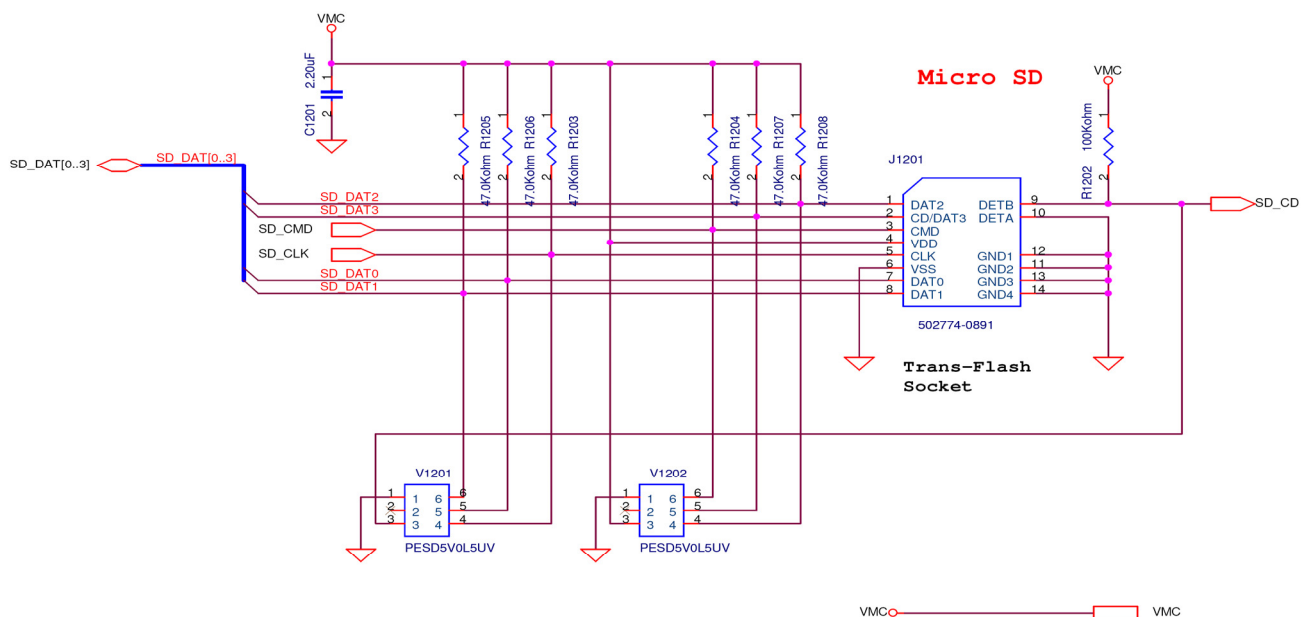 VMC
1
2.20uF
C1201
2
1
47.0Kohm R1205
2
1
47.0Kohm R1206
2
1
47.0Kohm R1203
2
1
47.0Kohm R1204
2
1
47.0Kohm R1207
2
1
47.0Kohm R1208
2
Micro SD
VMC
1
100Kohm
2
R1202
SD_DAT[0..3]
SD_DAT[0..3]
SD_DAT2
SD_DAT3
SD_CMD
SD_CLK
SD_DAT0
SD_DAT1
J1201
1 DAT2 DETB 9
2 CD/DAT3 DETA 10
3 CMD
4 VDD
5 CLK GND1 12
6 VSS GND2 11
7 DAT0 GND3 13
8 DAT1 GND4 14
SD_CD
502774-0891
Trans-Flash
Socket
V1201
1 1 6 6
2 2 5 5
3 3 4 4
PESD5V0L5UV
V1202
1 1 6 6
2 2 5 5
3 3 4 4
PESD5V0L5UV
VMC VMC